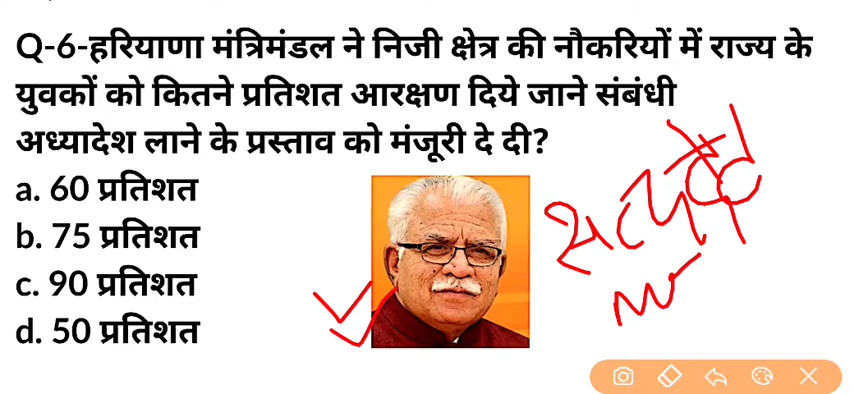 Q-6-हरियाणा मंत्रिमंडल ने निजी क्षेत्र की नौकरियों में राज्य के
युवकों को कितने प्रतिशत आरक्षण दिये जाने संबंधी
अध्यादेश लाने के प्रस्ताव को मंजूरी दे दी?
a. 60 प्रतिशत
b. 75 प्रतिशत
c. 90 प्रतिशत
d. 50 प्रतिशत